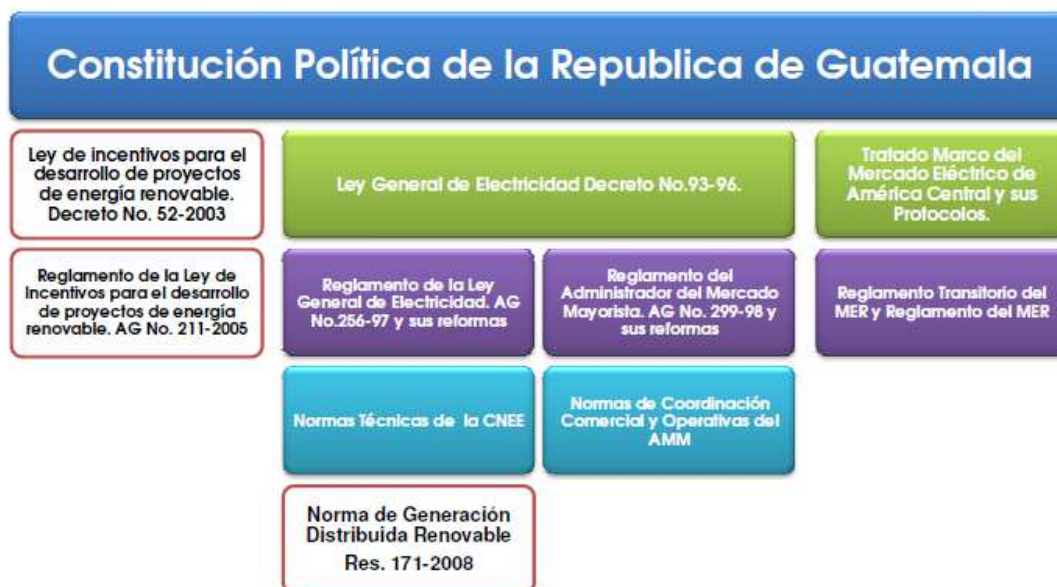 Constitución Política de la Republica de Guatemala
Ley de incentivos para el
desarrollo de proyectos
de energía renovable.
Decreto No. 52-2003
Ley General de Electricidad Decreto No.93-96.
Tratado Marco del
Mercado Eléctrico de
América Central y sus
Protocolos.
Reglamento de la Ley de
Incentivos para el desarrollo
de proyectos de energía
renovable. AG No. 211-2005
Reglamento de la Ley
General de Electricidad. AG
No.256-97 y sus reformas
Reglamento del
Administrador del Mercado
Mayorista. AG No. 299-98 y
sus reformas
Reglamento Transitorio del
MER y Reglamento del MER
Normas Técnicas de la CNEE
Normas de Coordinación
Comercial y Operativas del
AMM
Norma de Generación
Distribuida Renovable
Res. 171-2008